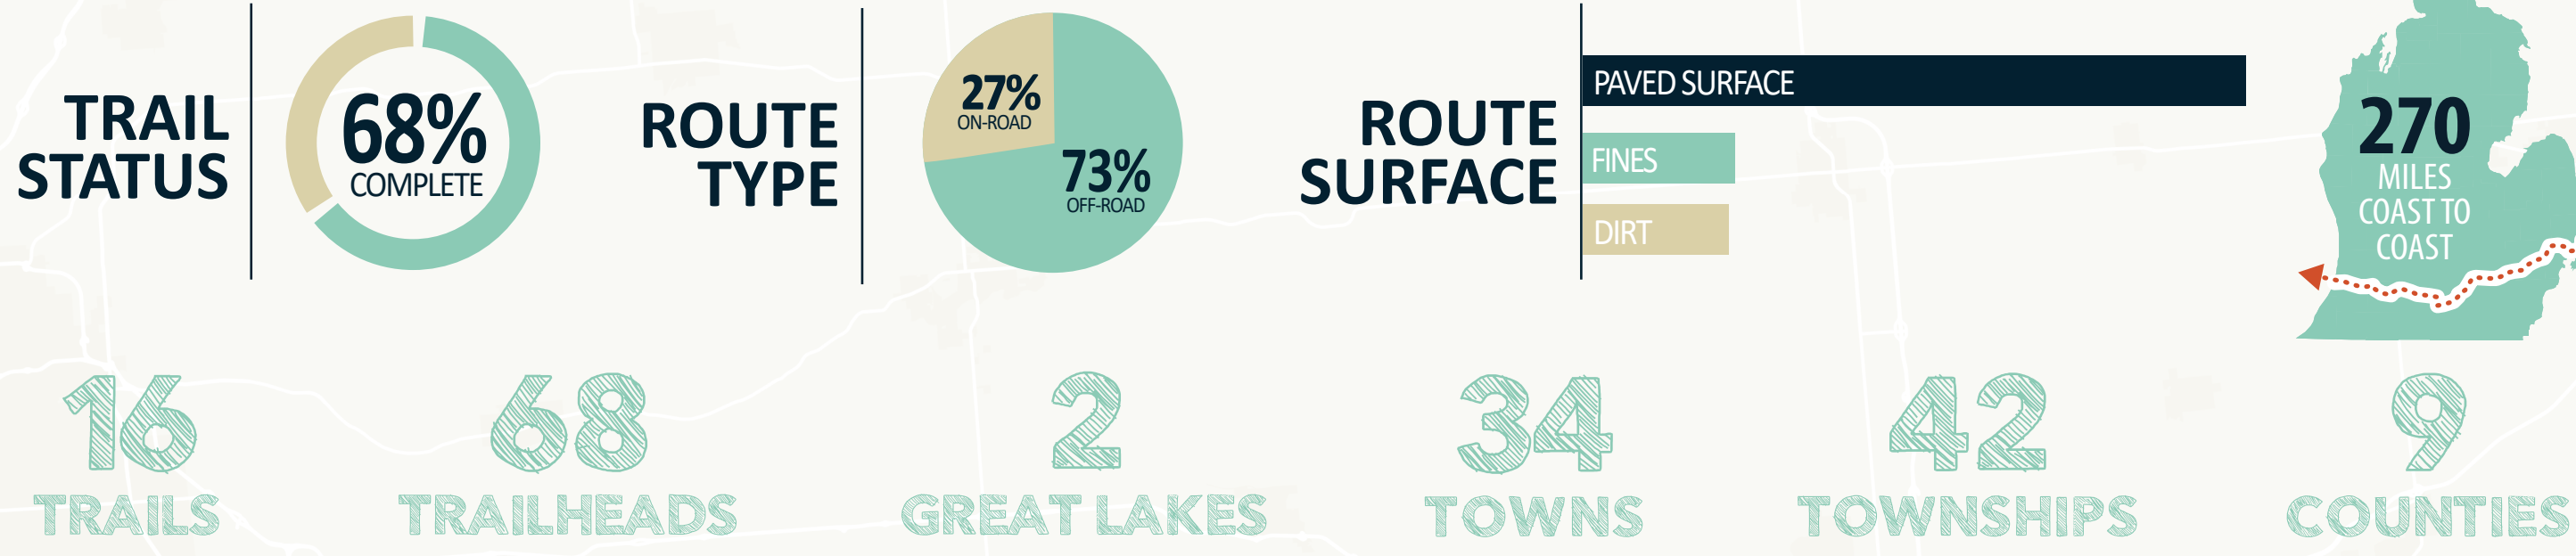 TRAIL
STATUS
68%
COMPLETE
ROUTE
TYPE
27%
ON-ROAD
73%
OFF-ROAD
ROUTE
SURFACE
PAVED SURFACE
FINES
DIRT
270
MILES
COAST TO
COAST
16
TRAILS
68
TRAILHEADS
2
GREAT LAKES
34
TOWNS
42
TOWNSHIPS
9
COUNTIES